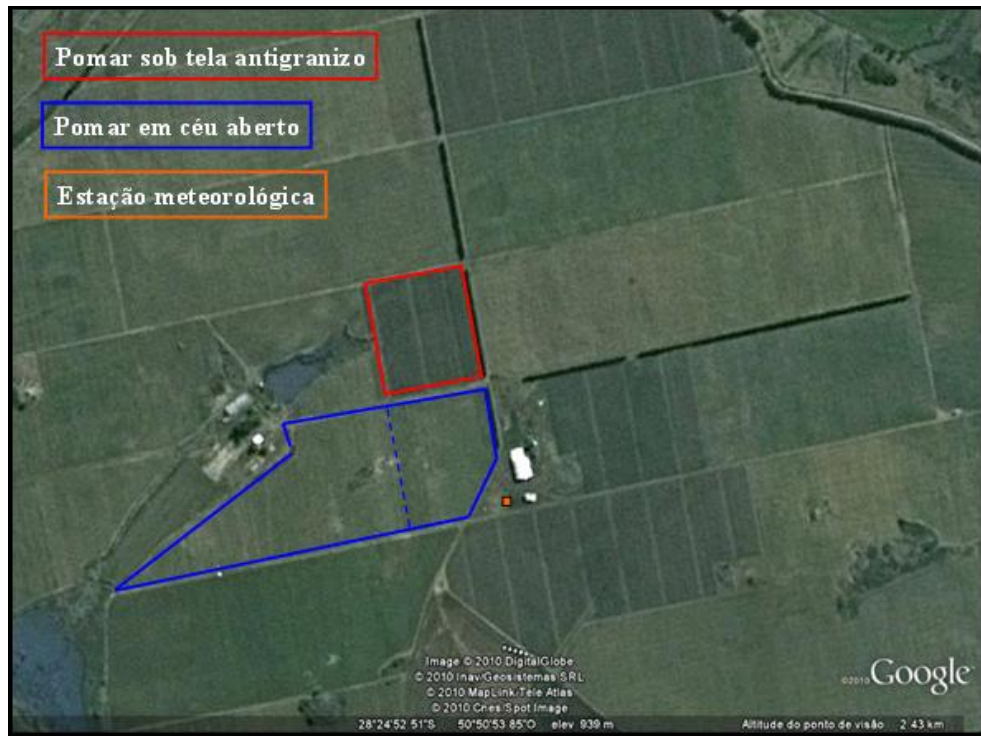 Pomar sob tela antigranizo
Pomar em céu aberto
Estação meteorológica
Image © 2010 DigitalGlobe
© 2010 Inav/Geosistemas SRL
© 2010 MapLink/Tele Atlas
© 2010 Cnes/Spot Image
©2010 Google
28°24'52.51"S 50°50'53.85"O elev 939 m Altitude do ponto de visão 2.43 km